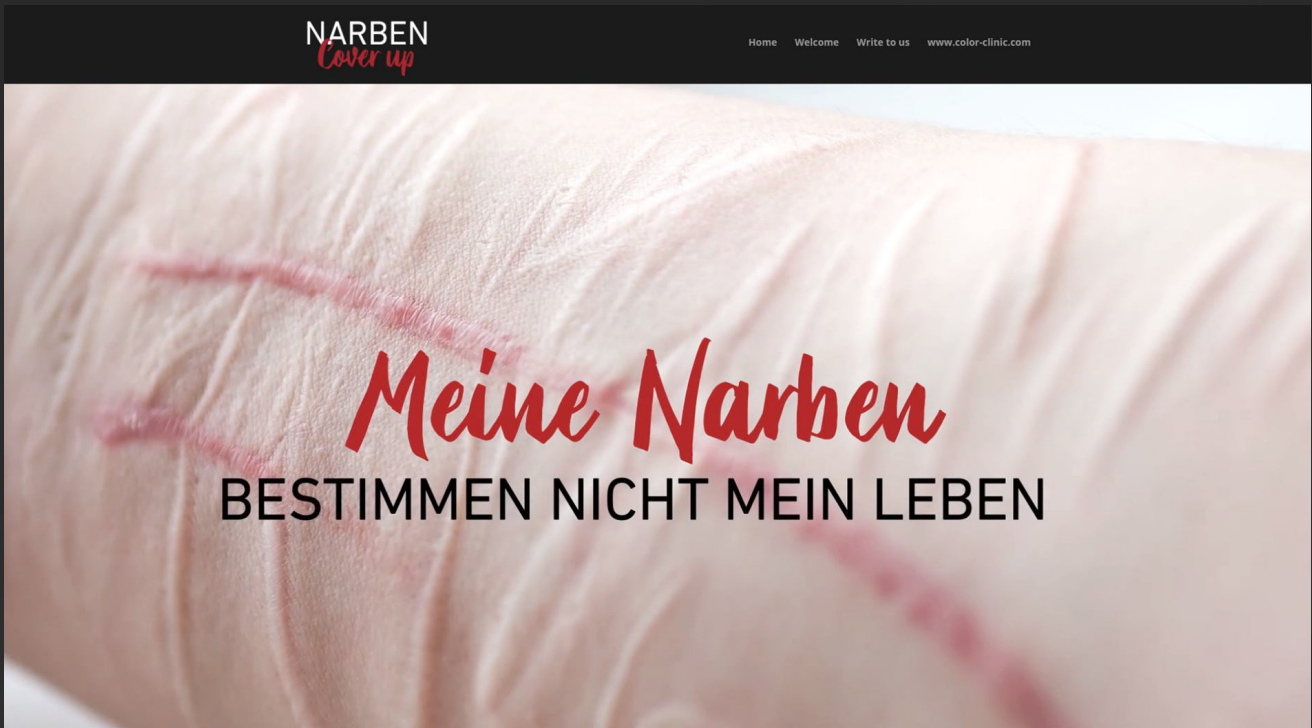 NARBEN
Cover up
Home Welcome Write to us www.color-clinic.com
Meine Narben
BESTIMMEN NICHT MEIN LEBEN